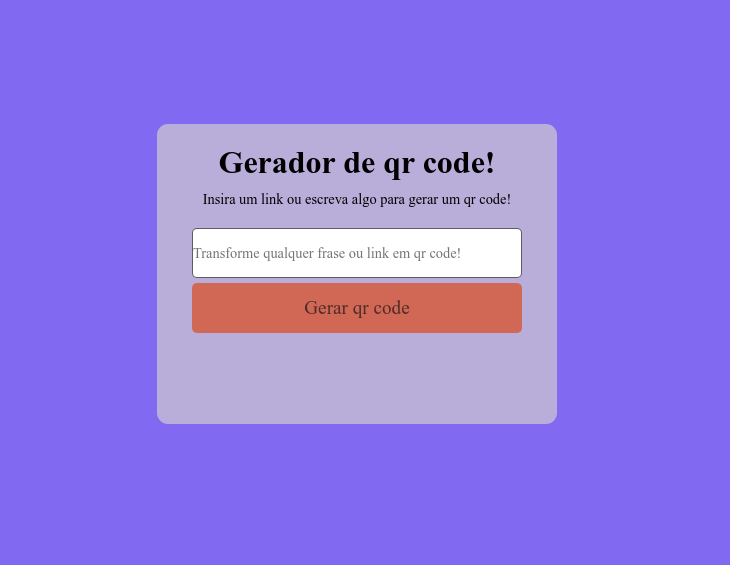 Gerador de qr code!
Insira um link ou escreva algo para gerar um qr code!
Transforme qualquer frase ou link em qr code!
Gerar qr code